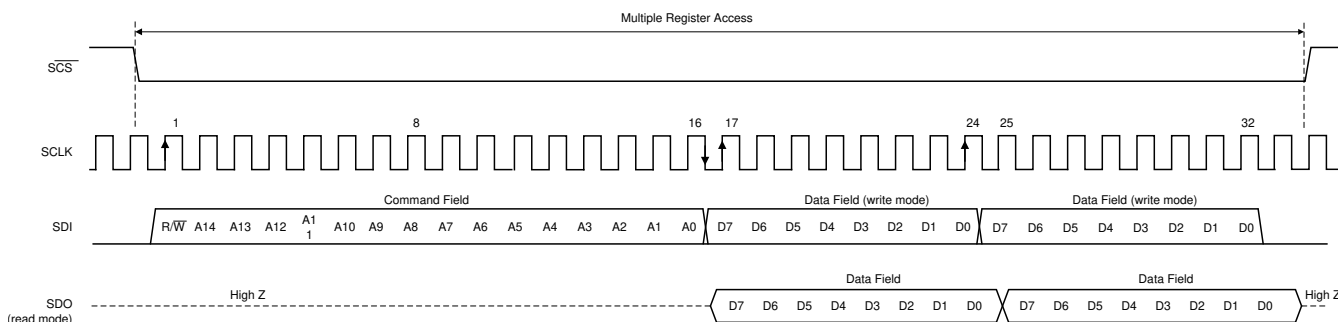 Multiple Register Access
SCS
1 8 16 17 24 25 32
SCLK
Command Field Data Field (write mode) Data Field (write mode)
SDI R/W A14 A13 A12 A1 1 A10 A9 A8 A7 A6 A5 A4 A3 A2 A1 A0 D7 D6 D5 D4 D3 D2 D1 D0 D7 D6 D5 D4 D3 D2 D1 D0
Data Field Data Field
High Z High Z
SDO D7 D6 D5 D4 D3 D2 D1 D0 D7 D6 D5 D4 D3 D2 D1 D0
(read mode)